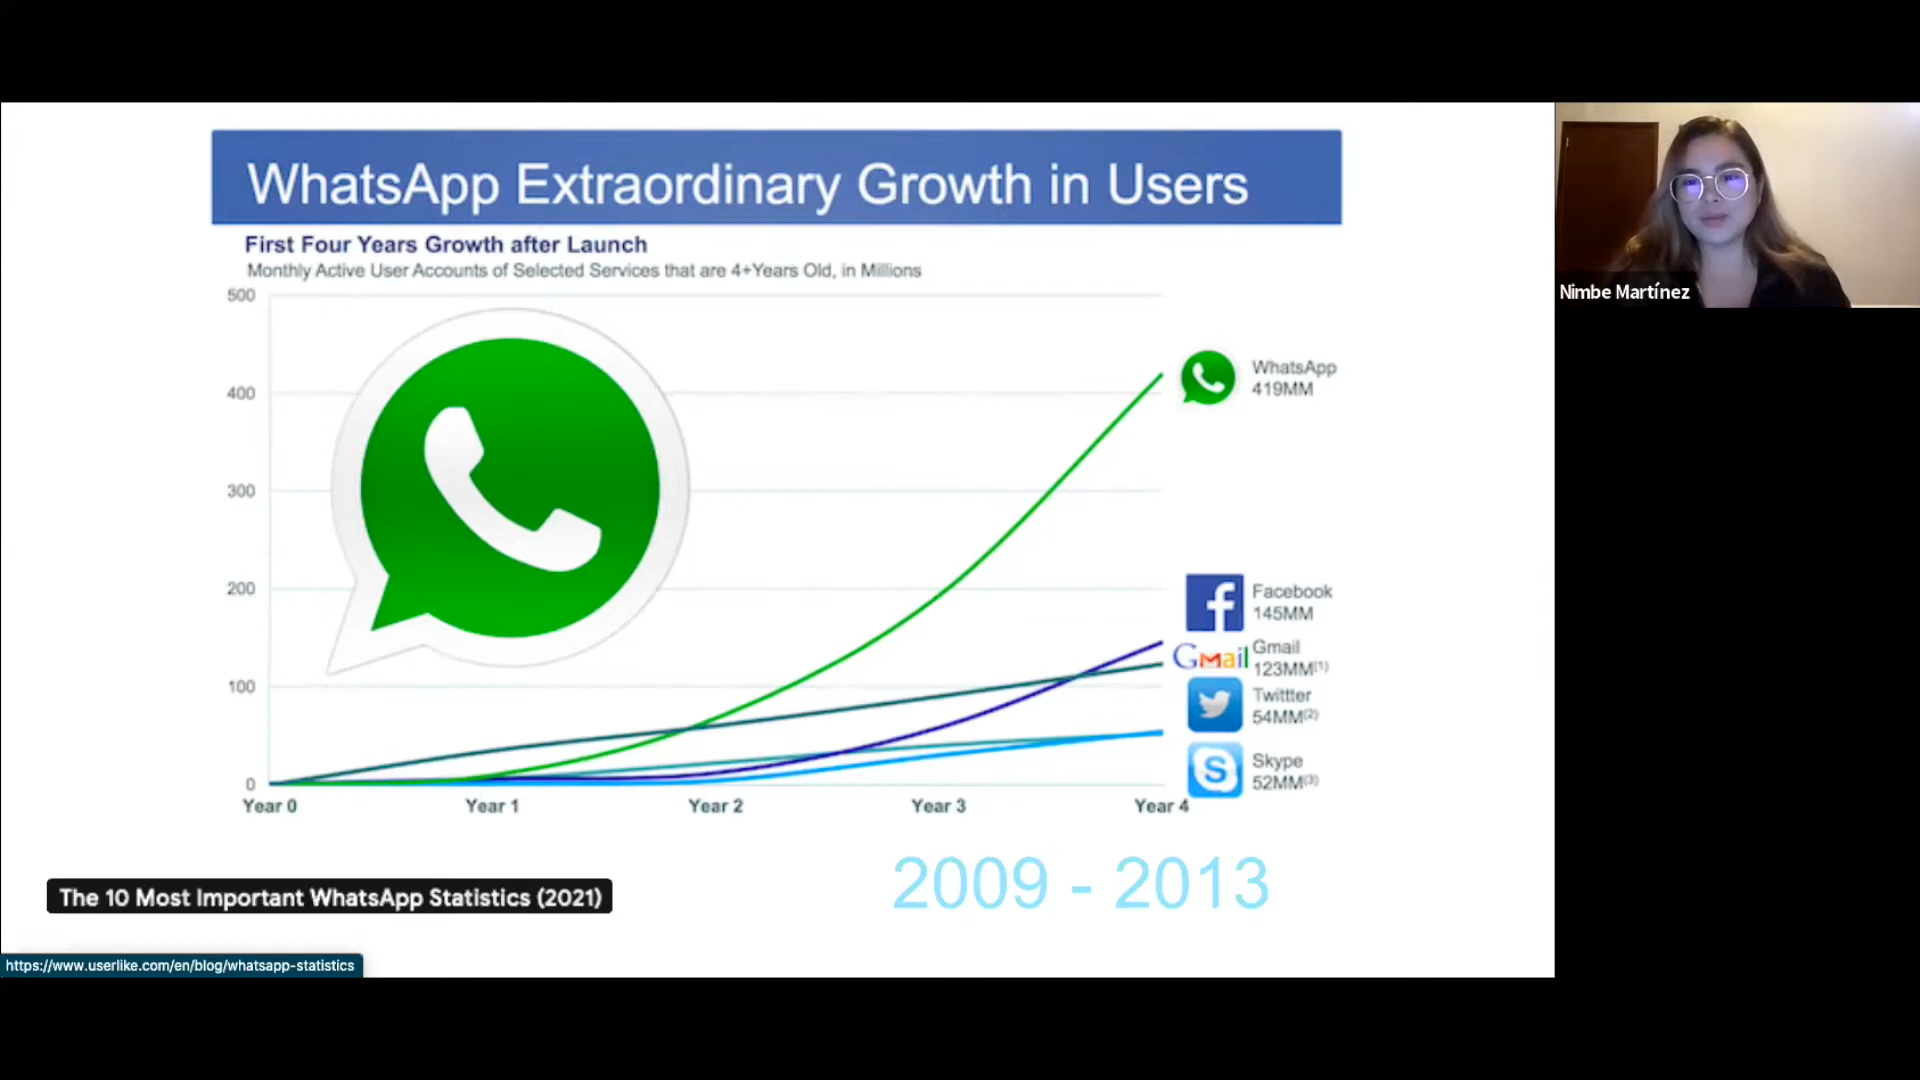 WhatsApp Extraordinary Growth in Users
First Four Years Growth after Launch
Monthly Active User Accounts of Selected Services that are 4+Years Old, in Millions
500
400
300
200
100
0
Year 0
Year 1
Year 2
Year 3
Year 4
WhatsApp
419MM
Facebook
145MM
Gmail
Gmail
123MM(1)
Twittter
54MM(2)
Skype
52MM(3)
2009 - 2013
The 10 Most Important WhatsApp Statistics (2021)
https://www.userlike.com/en/blog/whatsapp-statistics
Nimbe Martínez